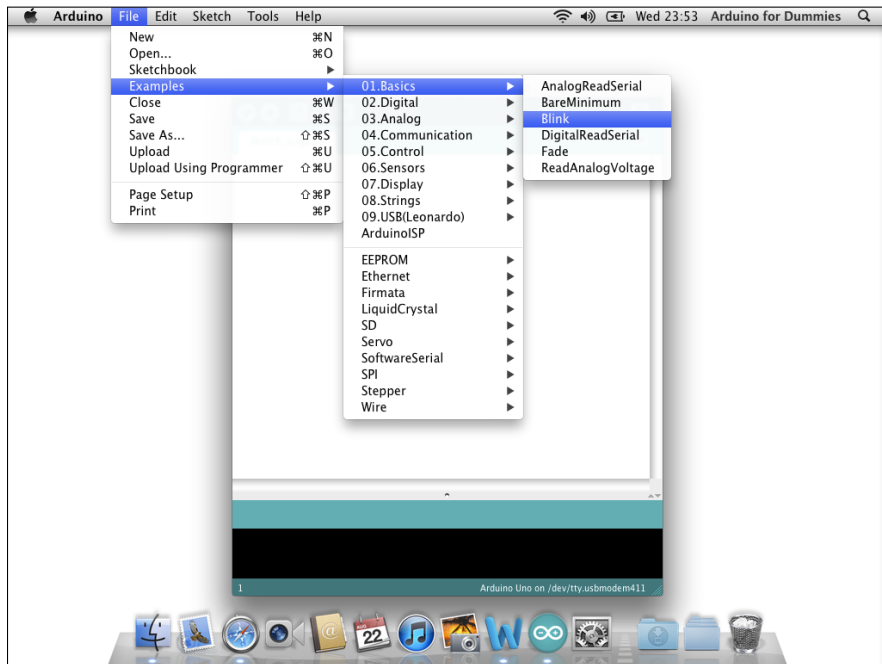 Arduino File Edit Sketch Tools Help Wed 23:53 Arduino for Dummies
New ⌘N
Open... ⌘O
Sketchbook ▶
Examples ▶
Close ⌘W
Save ⌘S
Save As... ⇧⌘S
Upload ⌘U
Upload Using Programmer ⇧⌘U
Page Setup ⇧⌘P
Print ⌘P
01.Basics ▶
02.Digital ▶
03.Analog ▶
04.Communication ▶
05.Control ▶
06.Sensors ▶
07.Display ▶
08.Strings ▶
09.USB(Leonardo) ▶
ArduinoISP
EEPROM ▶
Ethernet ▶
Firmata ▶
LiquidCrystal ▶
SD ▶
Servo ▶
SoftwareSerial ▶
SPI ▶
Stepper ▶
Wire ▶
AnalogReadSerial
BareMinimum
Blink
DigitalReadSerial
Fade
ReadAnalogVoltage
1 Arduino Uno on /dev/tty.usbmodem411
AUG
22